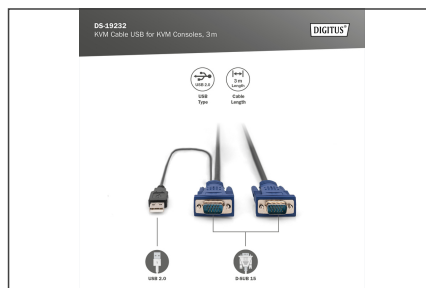 DS-19232
KVM Cable USB for KVM Consoles, 3m
DIGITUS®
USB 2.0
USB
Type
3 m
Length
Cable
Length
USB 2.0
D-SUB 15